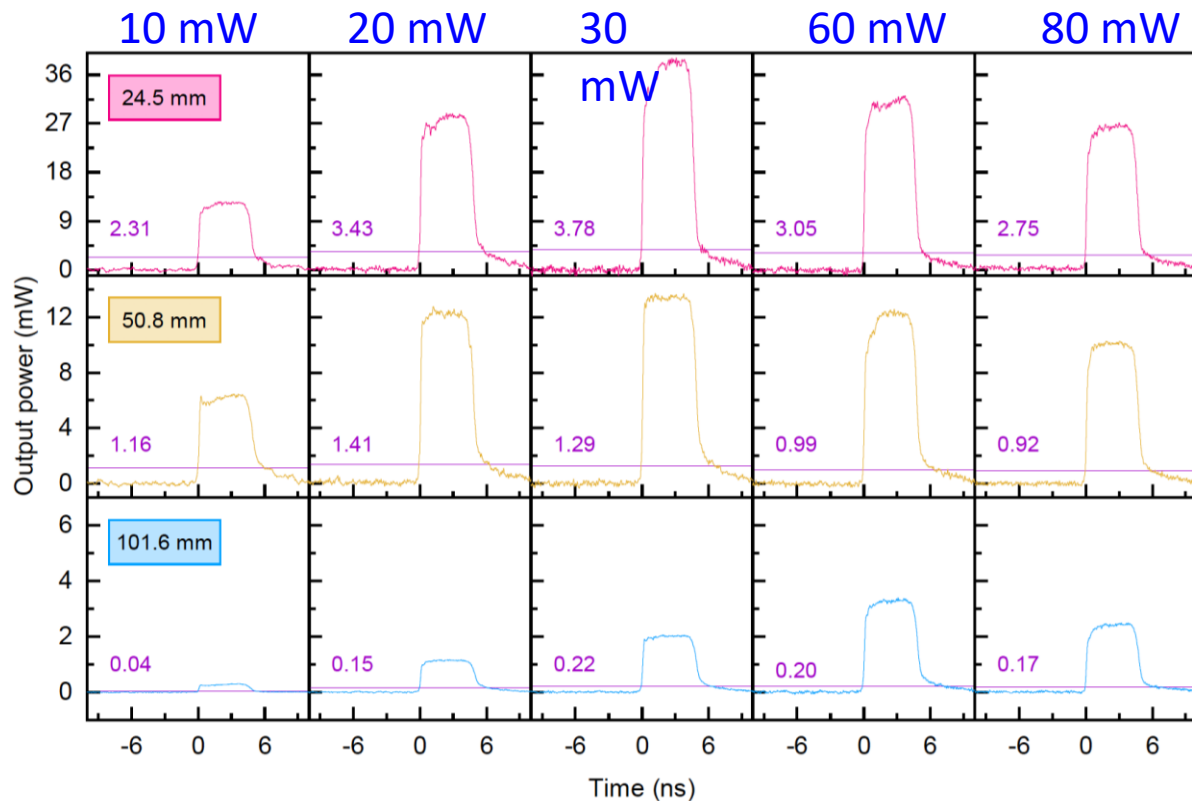 10 mW 20 mW 30 mW 60 mW 80 mW
Output power (mW)
36
24.5 mm
27
18
2.31 3.43 3.78 3.05 2.75
9
0
12
50.8 mm
8
4
1.16 1.41 1.29 0.99 0.92
0
6
101.6 mm
4
2
0.04 0.15 0.22 0.20 0.17
0
-6 0 6 -6 0 6 -6 0 6 -6 0 6 -6 0 6
Time (ns)